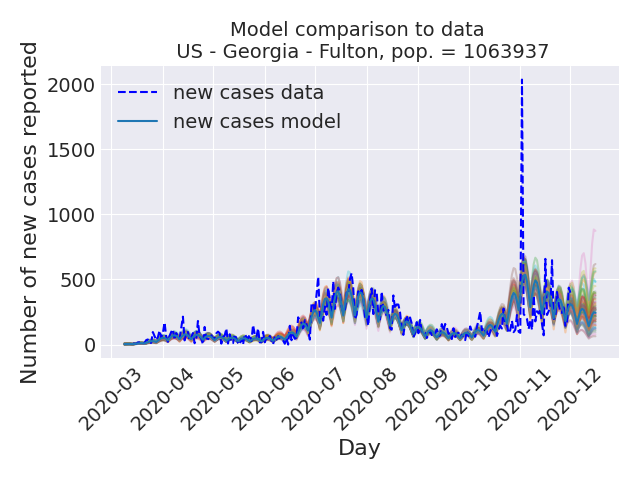 Model comparison to data
US - Georgia - Fulton, pop. = 1063937
Number of new cases reported
2000
1500
1000
500
0
new cases data
new cases model
2020-03
2020-04
2020-05
2020-06
2020-07
2020-08
2020-09
2020-10
2020-11
2020-12
Day